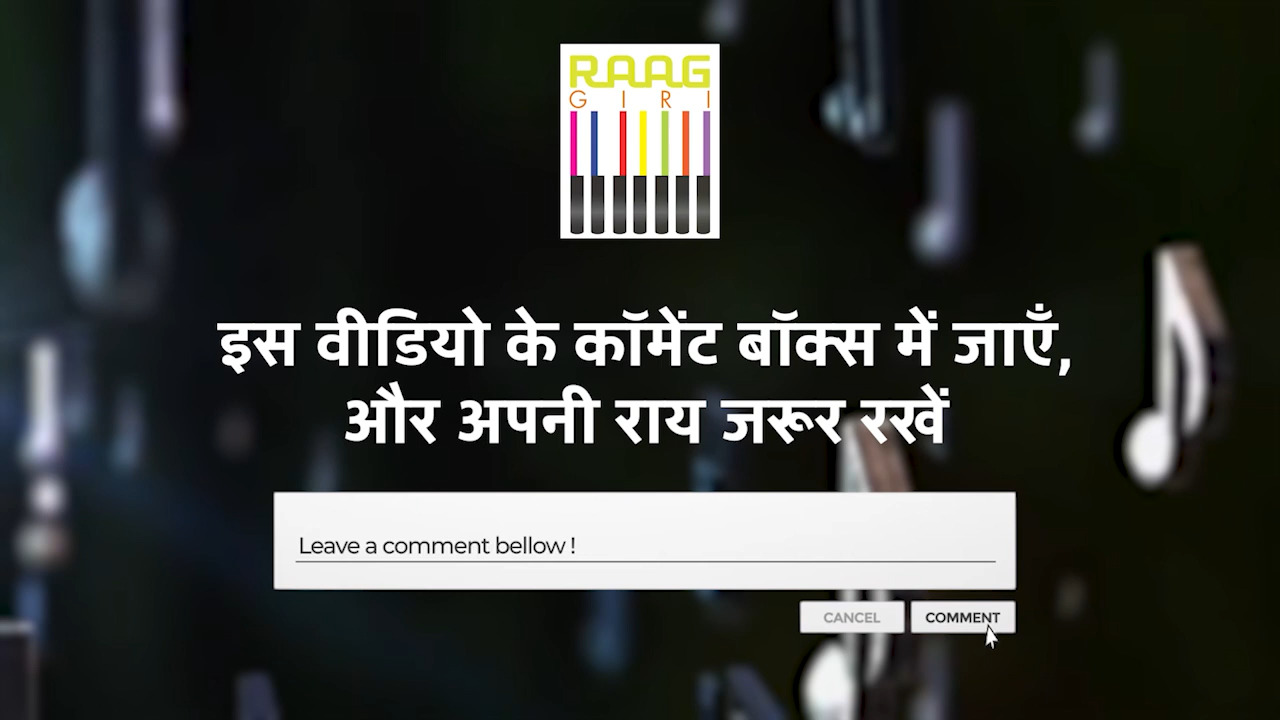 RAAG
GIRI
इस वीडियो के कॉमेंट बॉक्स में जाएँ,
और अपनी राय जरूर रखें
Leave a comment bellow !
CANCEL COMMENT